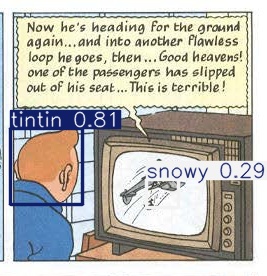 Now he's heading for the ground
again...and into another flawless
loop he goes, then... Good heavens!
one of the passengers has slipped
out of his seat...This is terrible!
tintin 0.81
snowy 0.29